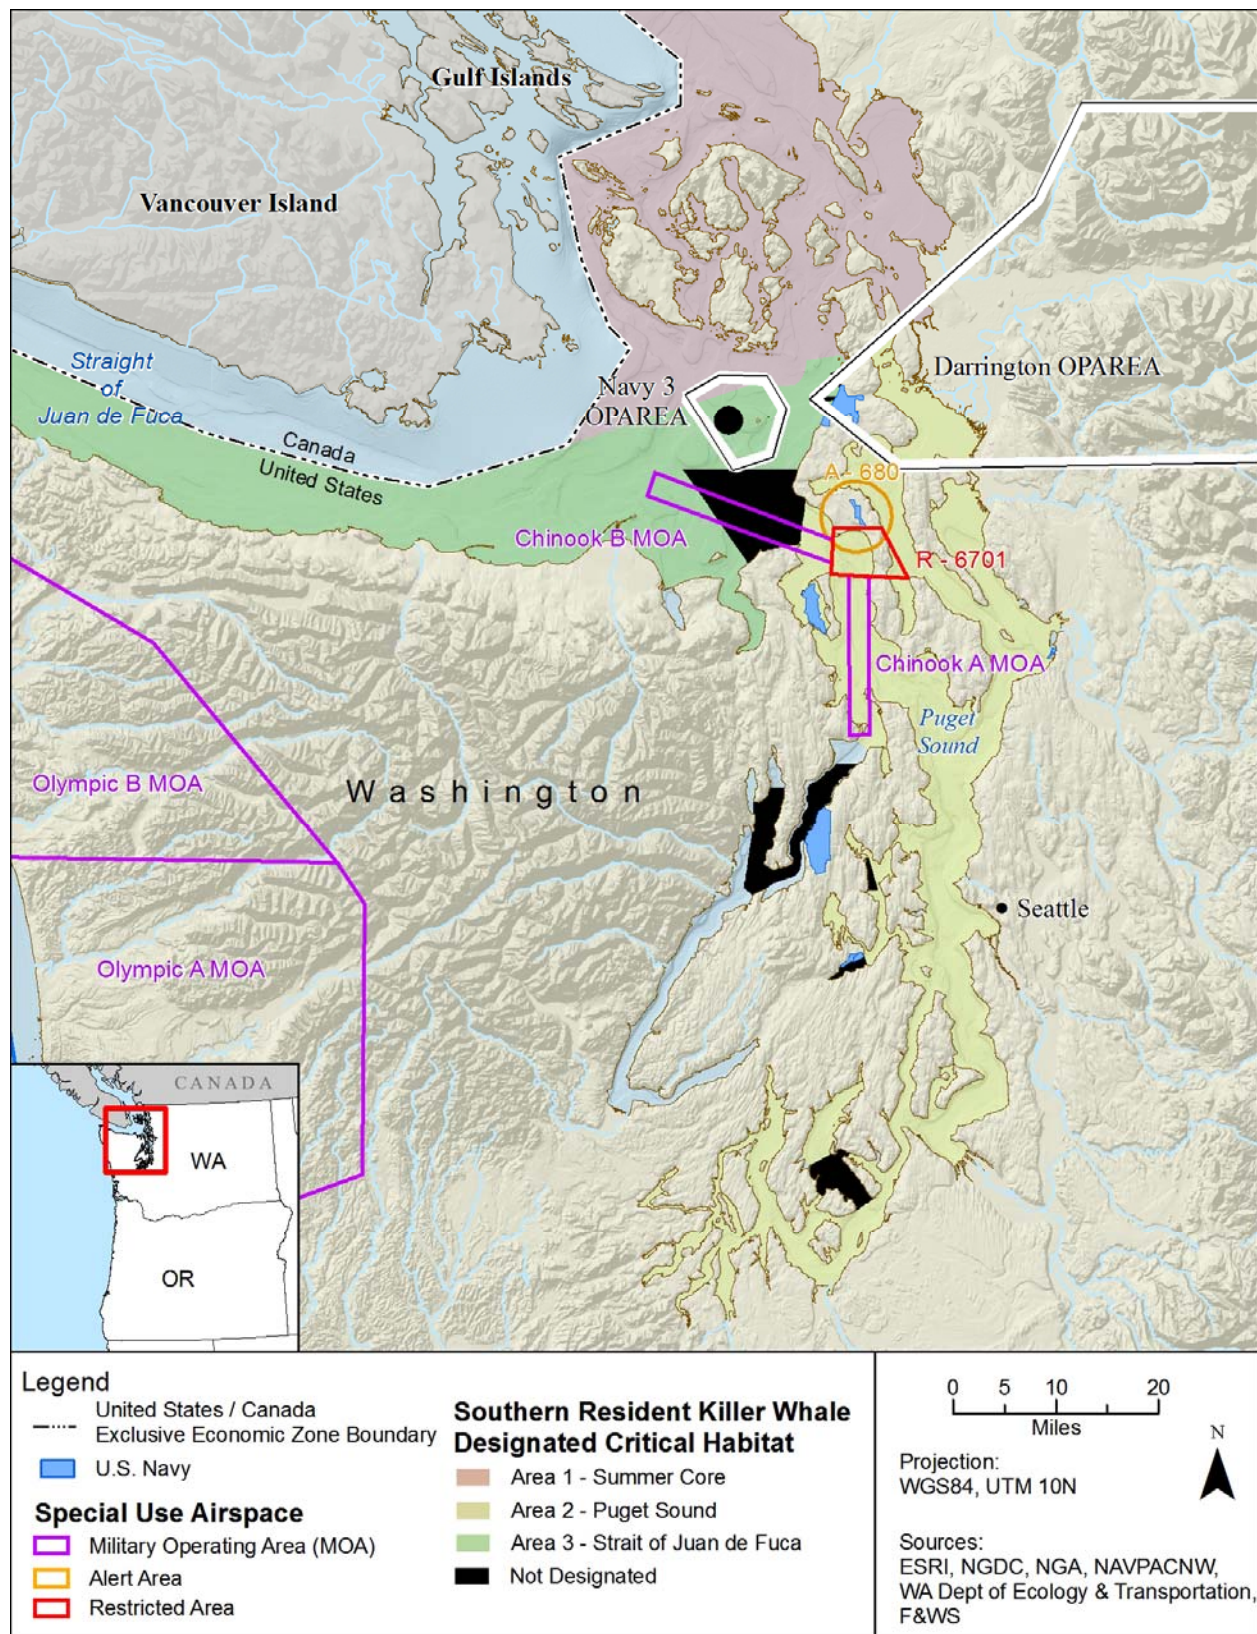 Gulf Islands
Vancouver Island
Straight
of
Juan de Fuca
Canada
United States
Navy 3
OPAREA
Darrington OPAREA
A - 680
Chinook B MOA
R - 6701
Chinook A MOA
Puget
Sound
Olympic B MOA
Washington
Seattle
Olympic A MOA
CANADA
WA
OR
Legend
United States / Canada
Exclusive Economic Zone Boundary
U.S. Navy
Special Use Airspace
Military Operating Area (MOA)
Alert Area
Restricted Area
Southern Resident Killer Whale
Designated Critical Habitat
Area 1 - Summer Core
Area 2 - Puget Sound
Area 3 - Strait of Juan de Fuca
Not Designated
0 5 10 20
Miles
N
Projection:
WGS84, UTM 10N
Sources:
ESRI, NGDC, NGA, NAVPACNW,
WA Dept of Ecology & Transportation,
F&WS